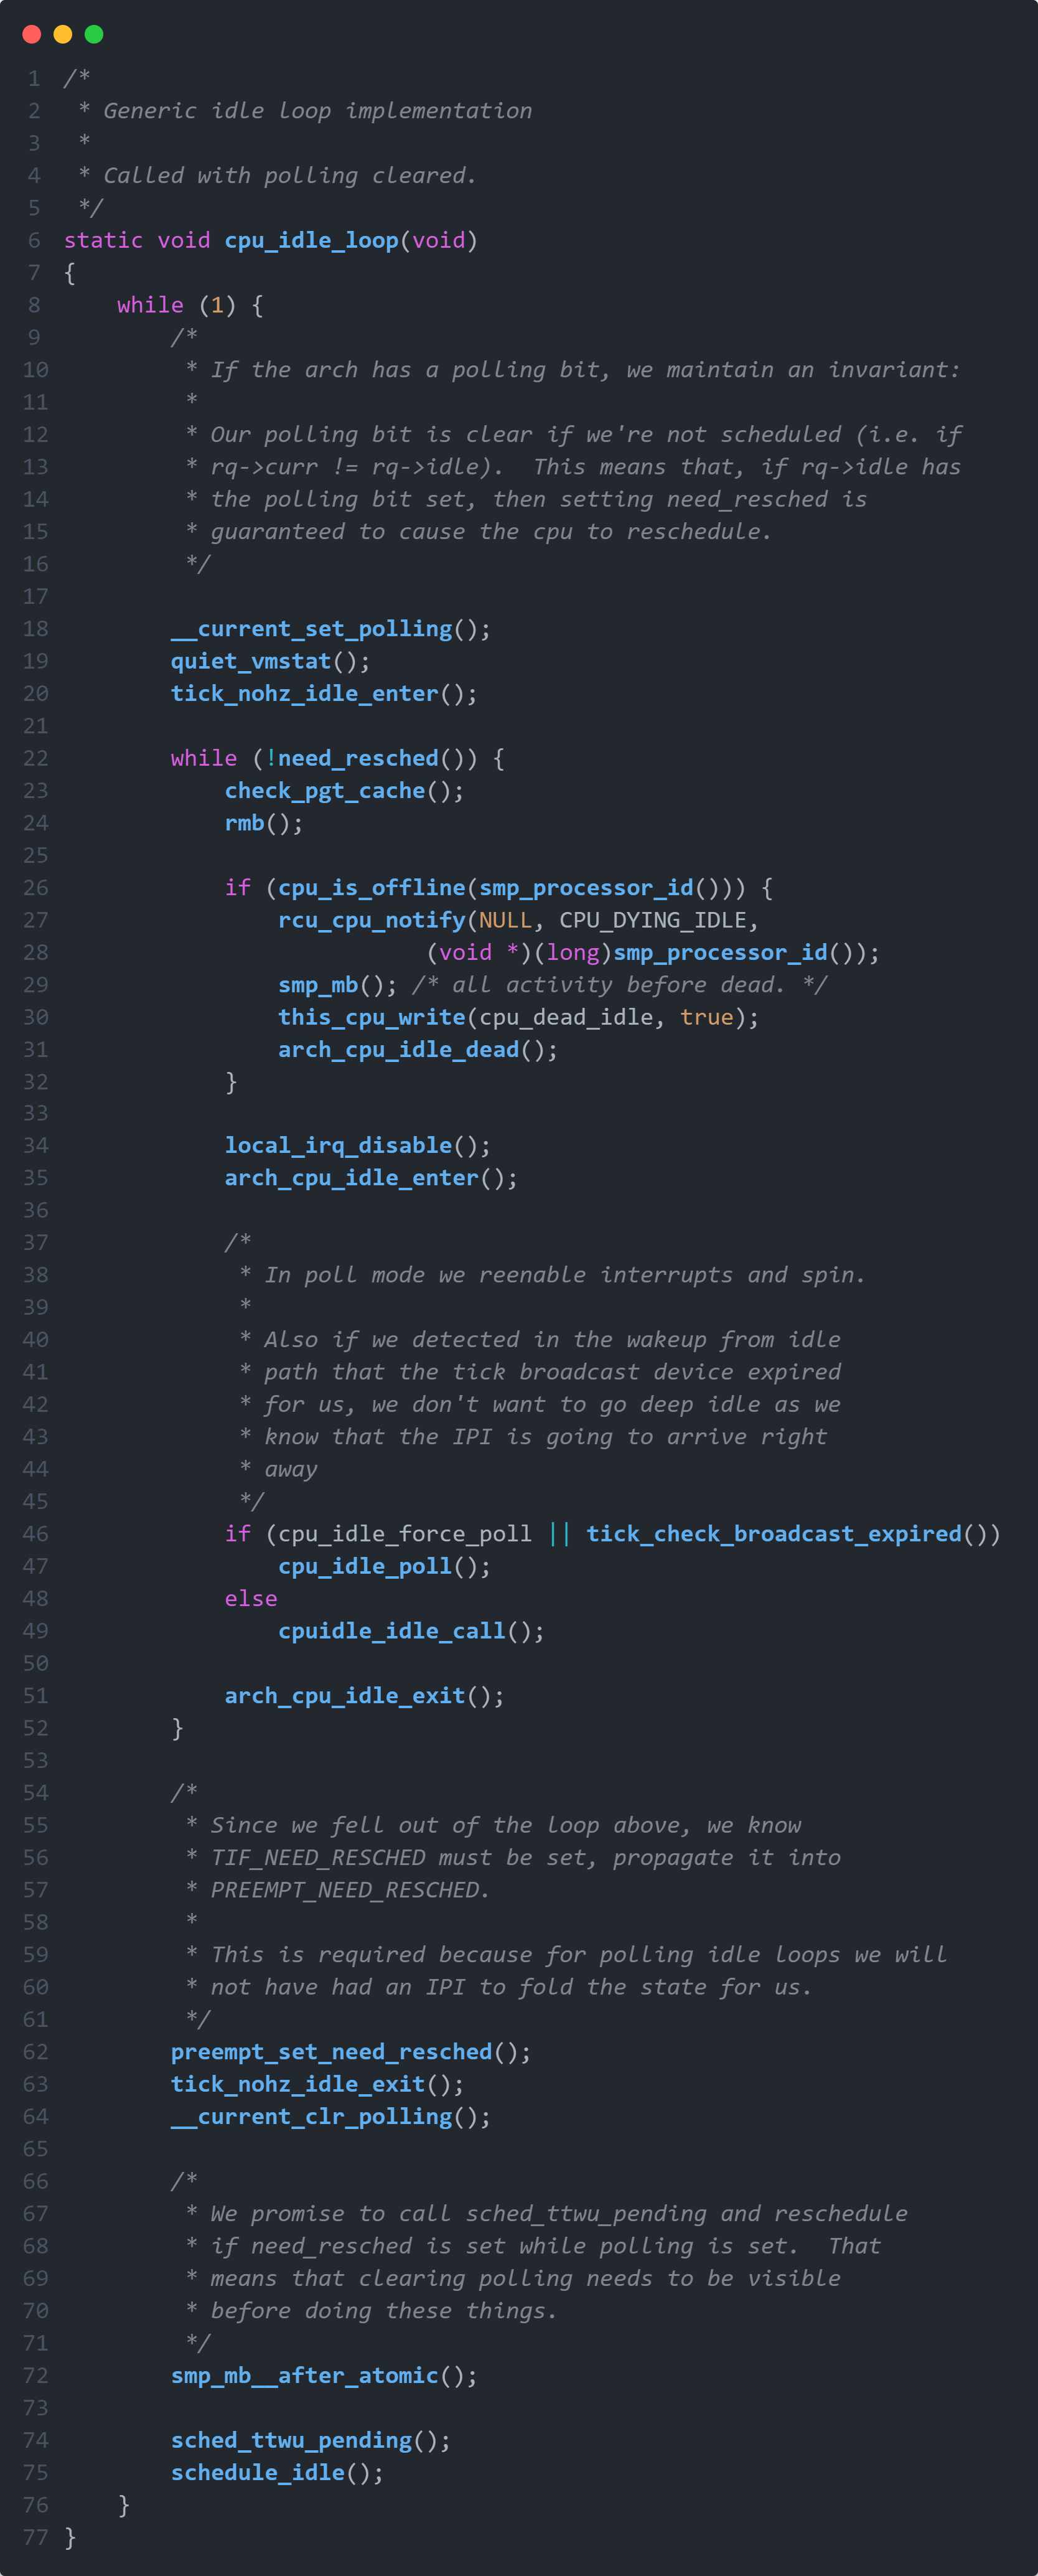 1 /*
2  * Generic idle loop implementation
3  *
4  * Called with polling cleared.
5  */
6 static void cpu_idle_loop(void)
7 {
8     while (1) {
9         /*
10          * If the arch has a polling bit, we maintain an invariant:
11          *
12          * Our polling bit is clear if we're not scheduled (i.e. if
13          * rq->curr != rq->idle).  This means that, if rq->idle has
14          * the polling bit set, then setting need_resched is
15          * guaranteed to cause the cpu to reschedule.
16          */
17
18         __current_set_polling();
19         quiet_vmstat();
20         tick_nohz_idle_enter();
21
22         while (!need_resched()) {
23             check_pgt_cache();
24             rmb();
25
26             if (cpu_is_offline(smp_processor_id())) {
27                 rcu_cpu_notify(NULL, CPU_DYING_IDLE,
28                            (void *)(long)smp_processor_id());
29                 smp_mb(); /* all activity before dead. */
30                 this_cpu_write(cpu_dead_idle, true);
31                 arch_cpu_idle_dead();
32             }
33
34             local_irq_disable();
35             arch_cpu_idle_enter();
36
37             /*
38              * In poll mode we reenable interrupts and spin.
39              *
40              * Also if we detected in the wakeup from idle
41              * path that the tick broadcast device expired
42              * for us, we don't want to go deep idle as we
43              * know that the IPI is going to arrive right
44              * away
45              */
46             if (cpu_idle_force_poll || tick_check_broadcast_expired())
47                 cpu_idle_poll();
48             else
49                 cpuidle_idle_call();
50
51             arch_cpu_idle_exit();
52         }
53
54         /*
55          * Since we fell out of the loop above, we know
56          * TIF_NEED_RESCHED must be set, propagate it into
57          * PREEMPT_NEED_RESCHED.
58          *
59          * This is required because for polling idle loops we will
60          * not have had an IPI to fold the state for us.
61          */
62         preempt_set_need_resched();
63         tick_nohz_idle_exit();
64         __current_clr_polling();
65
66         /*
67          * We promise to call sched_ttwu_pending and reschedule
68          * if need_resched is set while polling is set.  That
69          * means that clearing polling needs to be visible
70          * before doing these things.
71          */
72         smp_mb__after_atomic();
73
74         sched_ttwu_pending();
75         schedule_idle();
76     }
77 }